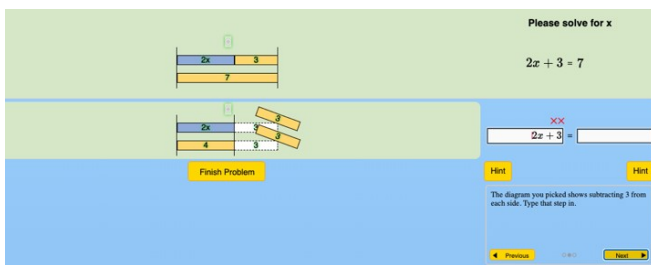 Please solve for x
2x + 3 = 7
2x 3
7
2x 3 3
4 3 3
Finish Problem
××
2x + 3 =
Hint Hint
The diagram you picked shows subtracting 3 from
each side. Type that step in.
Previous Next